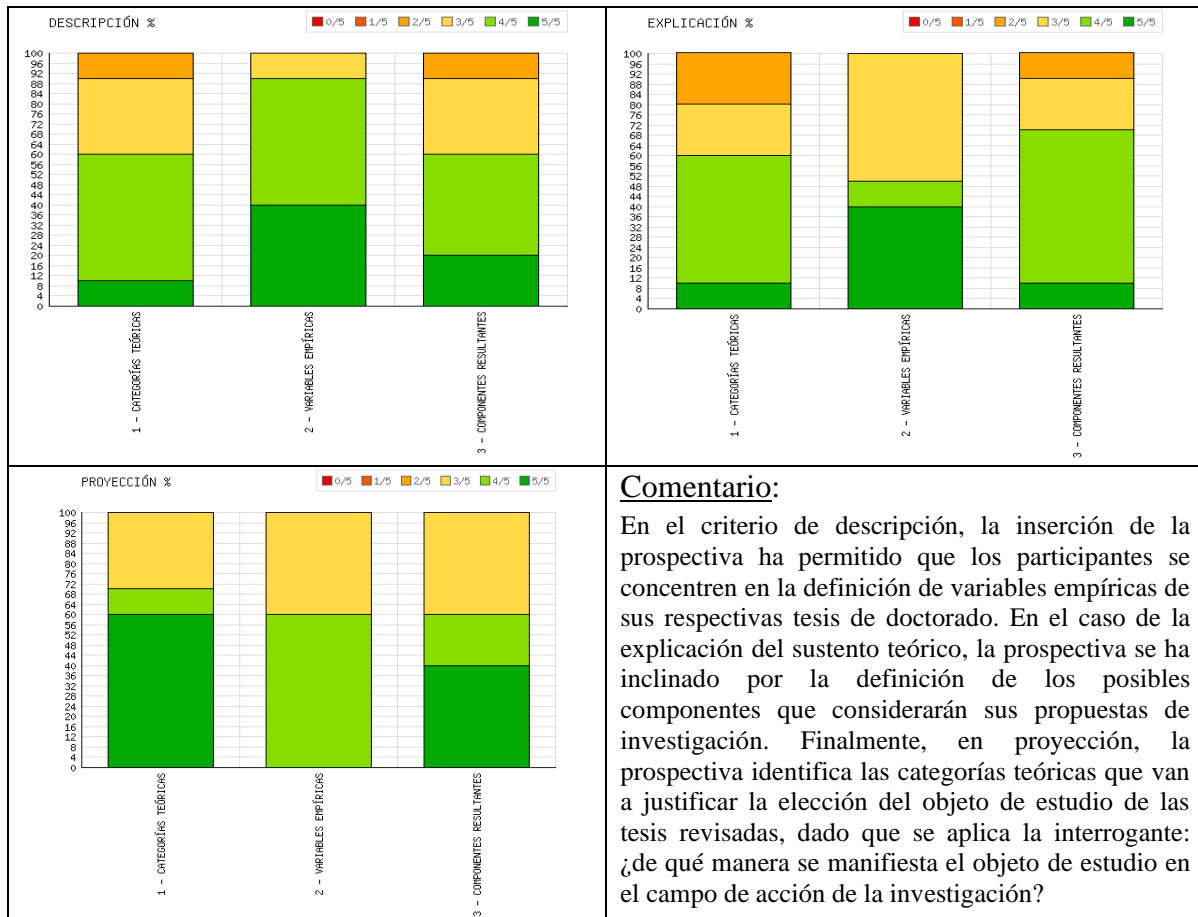 DESCRIPCIÓN %
0/5 1/5 2/5 3/5 4/5 5/5
100
96
92
88
84
80
76
72
68
64
60
56
52
48
44
40
36
32
28
24
20
16
12
8
4
0
1 - CATEGORÍAS TEÓRICAS
2 - VARIABLES EMPÍRICAS
3 - COMPONENTES RESULTANTES
EXPLICACIÓN %
0/5 1/5 2/5 3/5 4/5 5/5
100
96
92
88
84
80
76
72
68
64
60
56
52
48
44
40
36
32
28
24
20
16
12
8
4
0
1 - CATEGORÍAS TEÓRICAS
2 - VARIABLES EMPÍRICAS
3 - COMPONENTES RESULTANTES
PROYECCIÓN %
0/5 1/5 2/5 3/5 4/5 5/5
100
96
92
88
84
80
76
72
68
64
60
56
52
48
44
40
36
32
28
24
20
16
12
8
4
0
1 - CATEGORÍAS TEÓRICAS
2 - VARIABLES EMPÍRICAS
3 - COMPONENTES RESULTANTES
Comentario:
En el criterio de descripción, la inserción de la
prospectiva ha permitido que los participantes se
concentren en la definición de variables empíricas de
sus respectivas tesis de doctorado. En el caso de la
explicación del sustento teórico, la prospectiva se ha
inclinado por la definición de los posibles
componentes que considerarán sus propuestas de
investigación. Finalmente, en proyección, la
prospectiva identifica las categorías teóricas que van
a justificar la elección del objeto de estudio de las
tesis revisadas, dado que se aplica la interrogante:
¿de qué manera se manifiesta el objeto de estudio en
el campo de acción de la investigación?